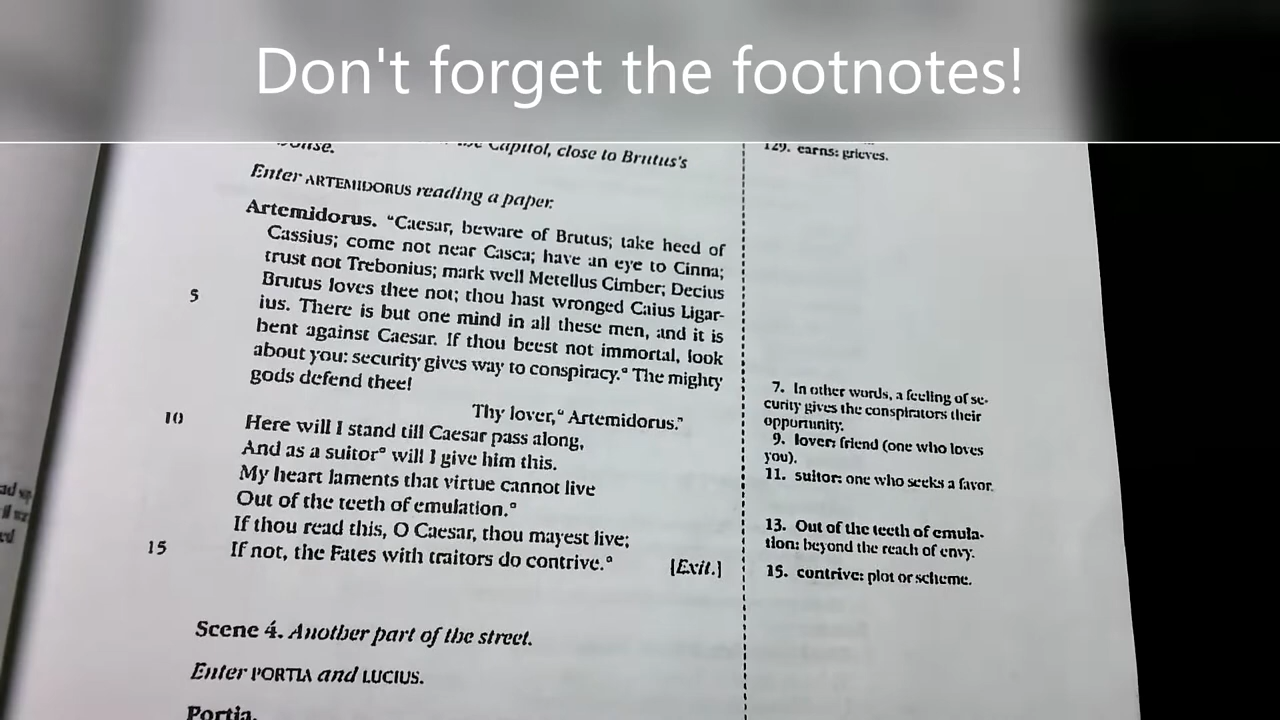 Don't forget the footnotes!
Capitol, close to Brutus's
Enter ARTEMIDORUS reading a paper.
Artemidorus. “Caesar, beware of Brutus; take heed of
Cassius; come not near Casca; have an eye to Cinna;
trust not Trebonius; mark well Metellus Cimber; Decius
Brutus loves thee not; thou hast wronged Caius Ligar-
5 ius. There is but one mind in all these men, and it is
bent against Caesar. If thou beest not immortal, look
about you: security gives way to conspiracy.° The mighty
gods defend thee!
Thy lover,° Artemidorus.”
10 Here will I stand till Caesar pass along,
And as a suitor° will I give him this.
My heart laments that virtue cannot live
Out of the teeth of emulation.°
If thou read this, O Caesar, thou mayest live;
15 If not, the Fates with traitors do contrive.° [Exit.]
Scene 4. Another part of the street.
Enter PORTIA and LUCIUS.
Portia.
129. earns: grieves.
7. In other words, a feeling of se-
curity gives the conspirators their
opportunity.
9. lover: friend (one who loves
you).
11. suitor: one who seeks a favor.
13. Out of the teeth of emula-
tion: beyond the reach of envy.
15. contrive: plot or scheme.